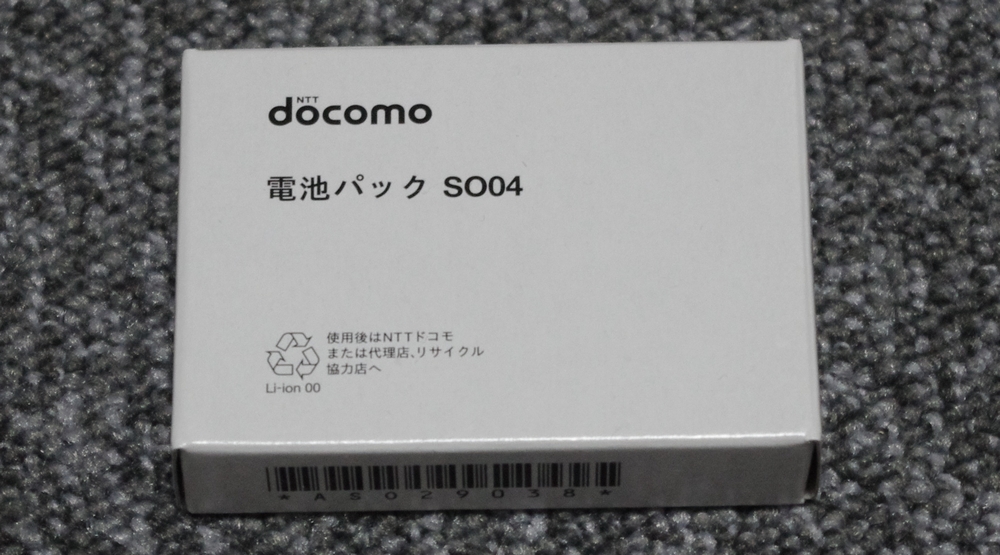 NTT
docomo
電池パック SO04
使用後はNTTドコモ
または代理店、リサイクル
協力店へ
Li-ion 00
*AS029038*